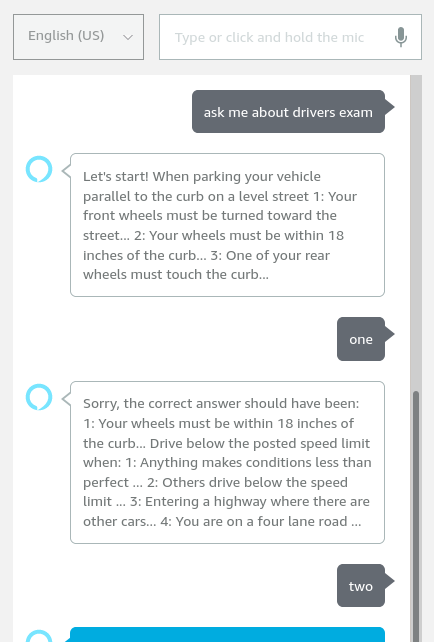 English (US)
Type or click and hold the mic
ask me about drivers exam
Let's start! When parking your vehicle
parallel to the curb on a level street 1: Your
front wheels must be turned toward the
street... 2: Your wheels must be within 18
inches of the curb... 3: One of your rear
wheels must touch the curb...
one
Sorry, the correct answer should have been:
1: Your wheels must be within 18 inches of
the curb... Drive below the posted speed limit
when: 1: Anything makes conditions less than
perfect ... 2: Others drive below the speed
limit ... 3: Entering a highway where there are
other cars... 4: You are on a four lane road ...
two